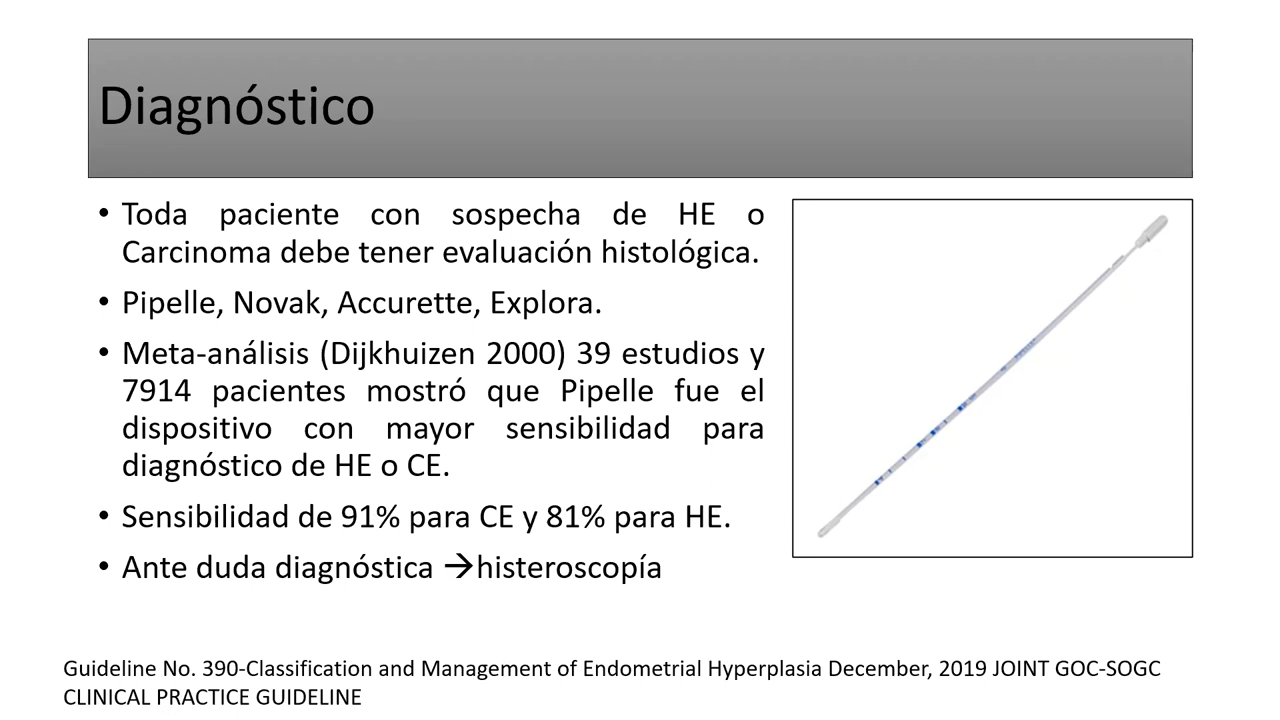 Diagnóstico
• Toda paciente con sospecha de HE o
Carcinoma debe tener evaluación histológica.
• Pipelle, Novak, Accurette, Explora.
• Meta-análisis (Dijkhuizen 2000) 39 estudios y
7914 pacientes mostró que Pipelle fue el
dispositivo con mayor sensibilidad para
diagnóstico de HE o CE.
• Sensibilidad de 91% para CE y 81% para HE.
• Ante duda diagnóstica →histeroscopía
Guideline No. 390-Classification and Management of Endometrial Hyperplasia December, 2019 JOINT GOC-SOGC
CLINICAL PRACTICE GUIDELINE